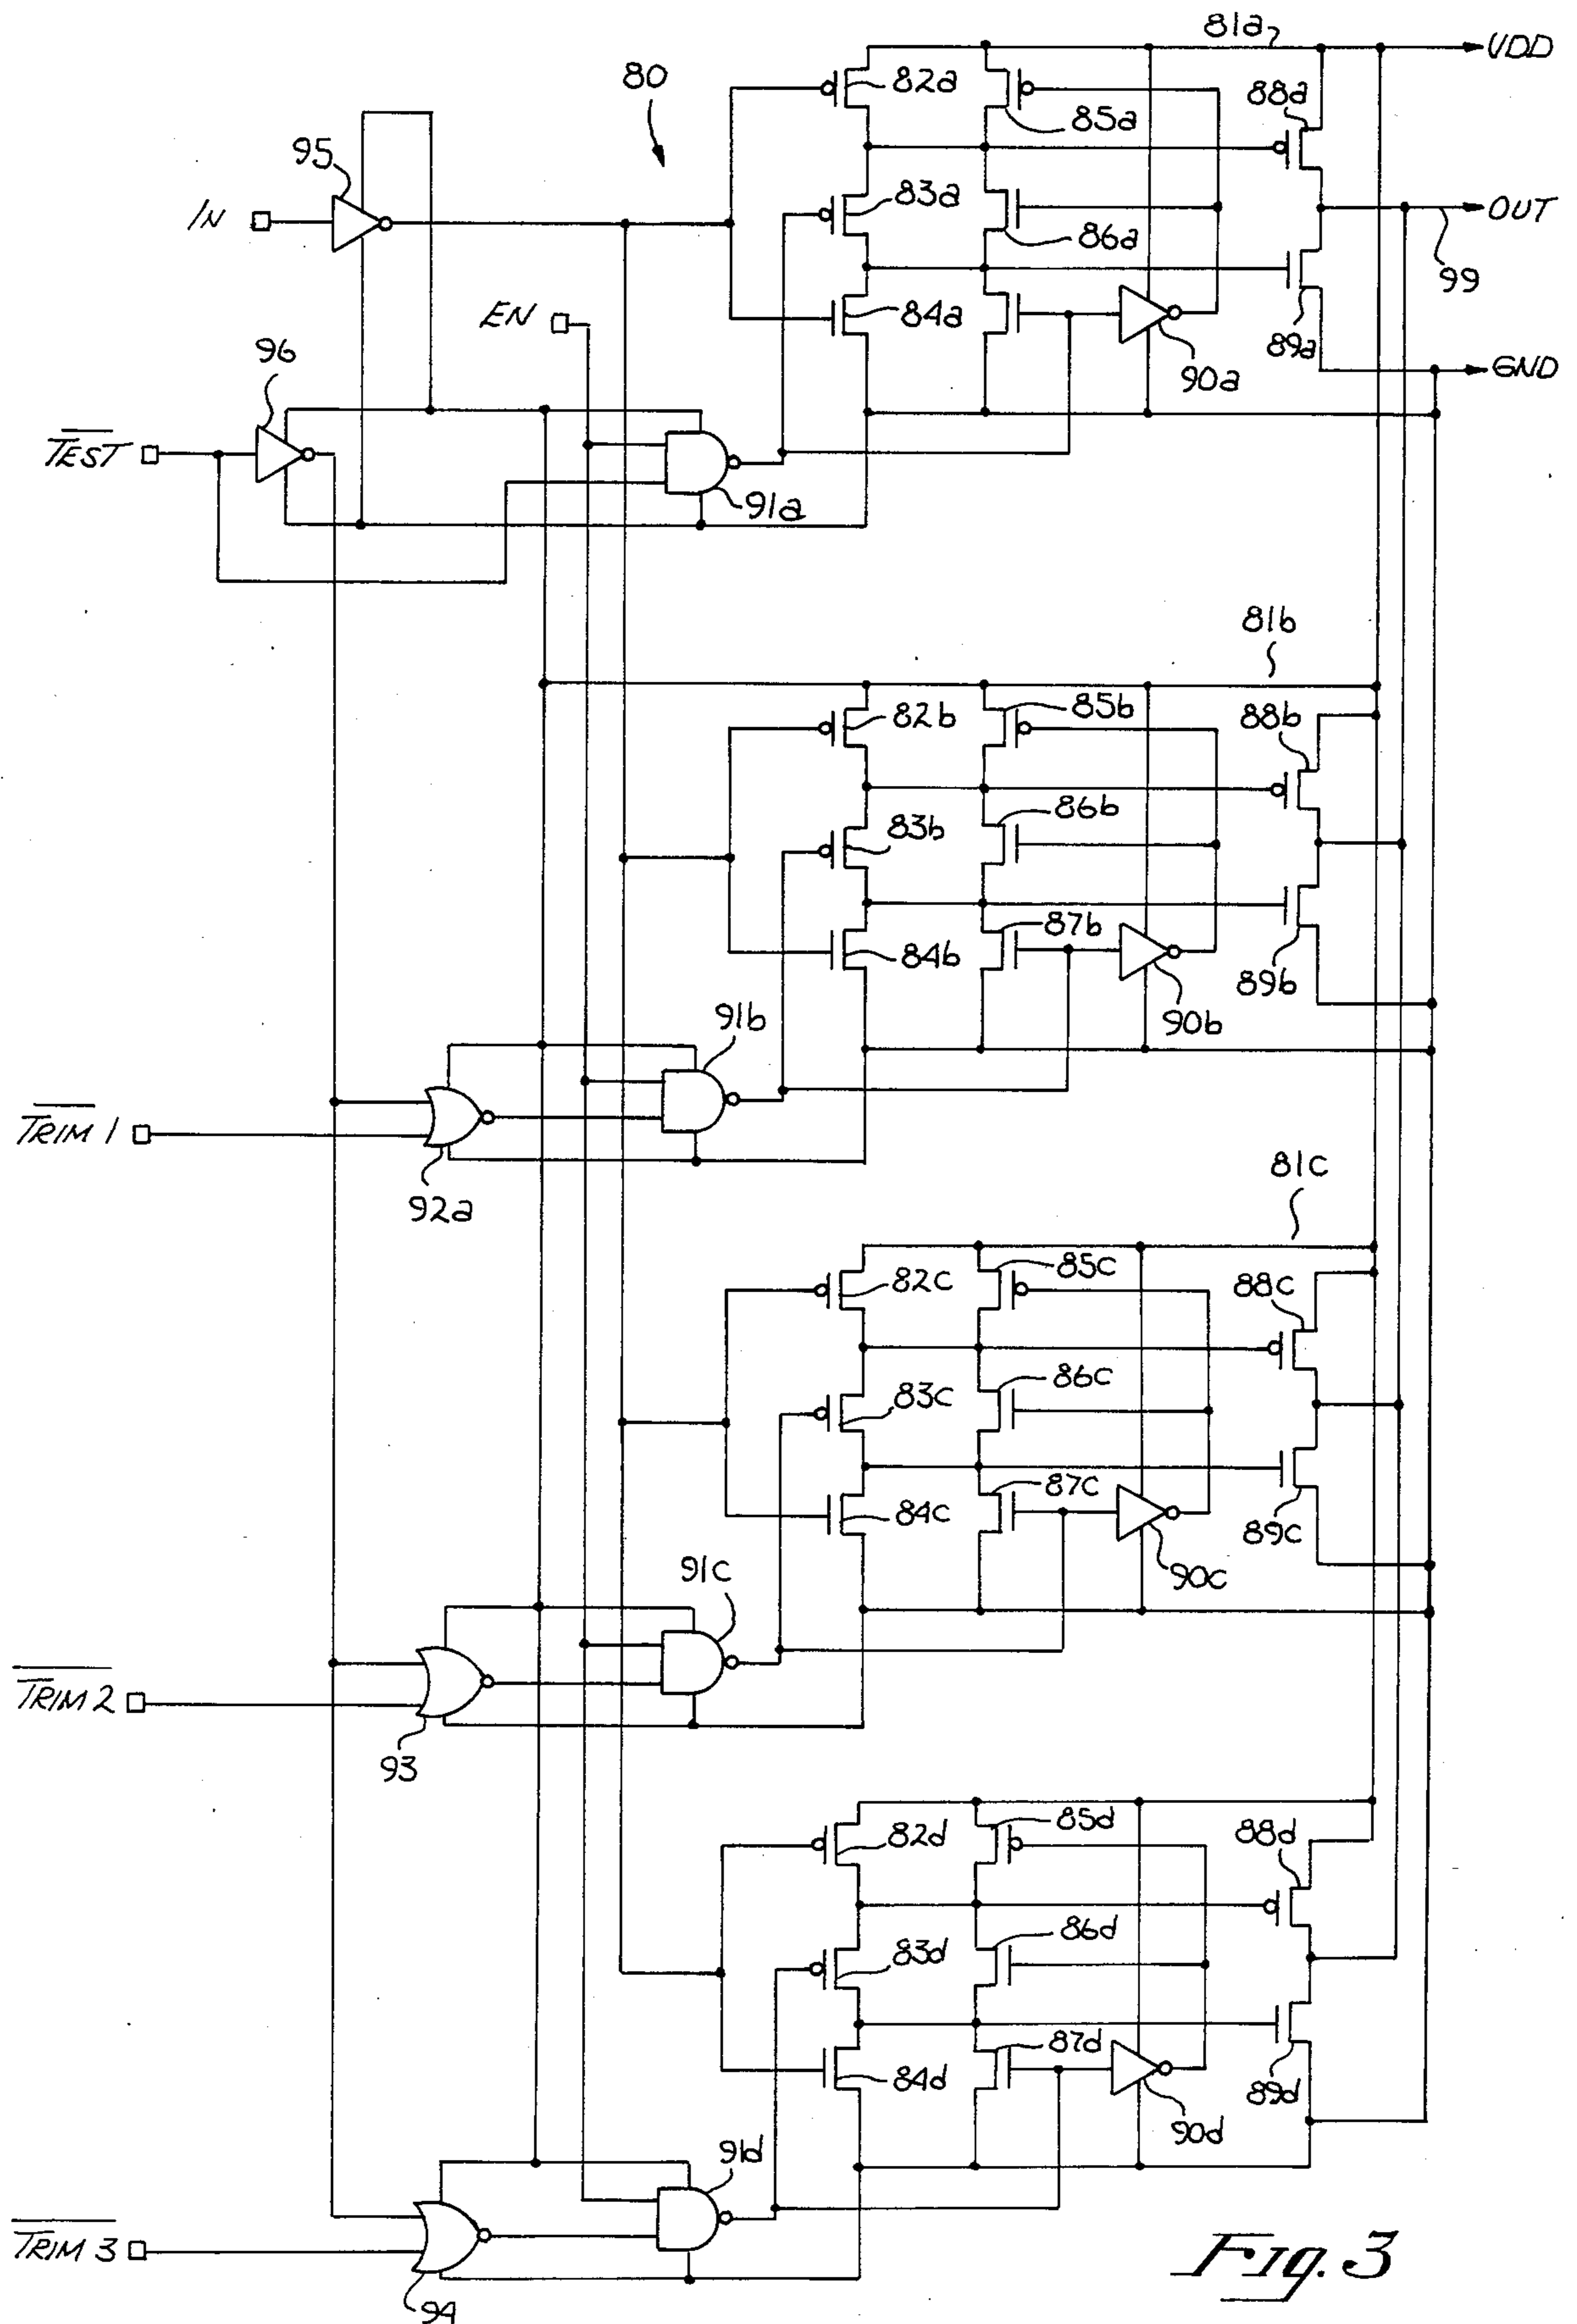 81a
VDD
80
82a
88a
85a
95
IN
83a
OUT
86a
99
EN
84a
89a
96
90a
GND
TEST
91a
81b
82b
85b
88b
86b
83b
87b
84b
89b
91b
90b
TRIM 1
92a
81c
82c
85c
88c
86c
83c
87c
84c
89c
91c
90c
TRIM 2
93
82d
85d
88d
86d
83d
87d
84d
89d
91d
90d
TRIM 3
94
Fig. 3